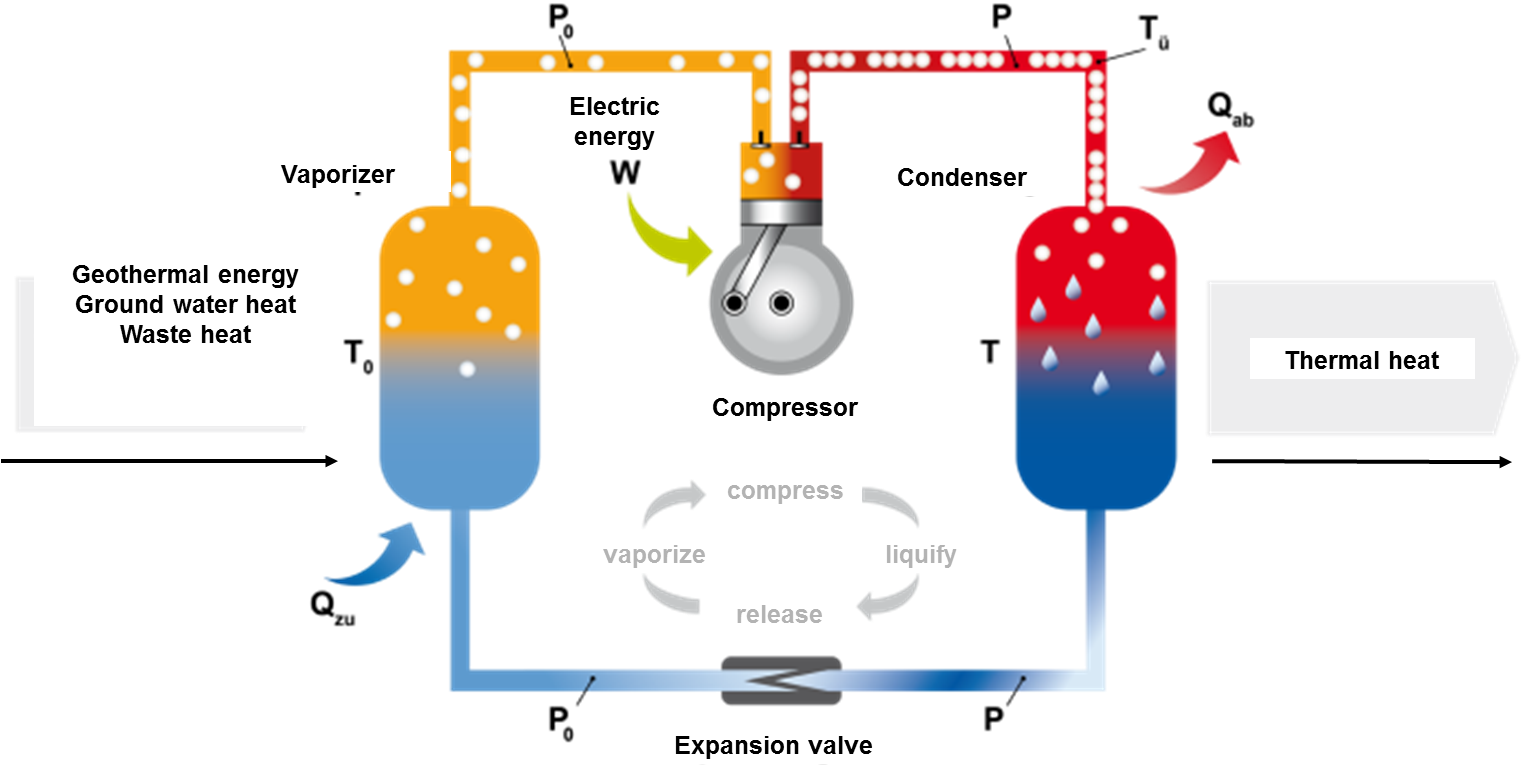 P₀
P
Tü
Electric
energy
W
Qab
Vaporizer
Condenser
Geothermal energy
Ground water heat
Waste heat
T₀
T
Thermal heat
Compressor
compress
vaporize
liquify
release
Qzu
P₀
P
Expansion valve